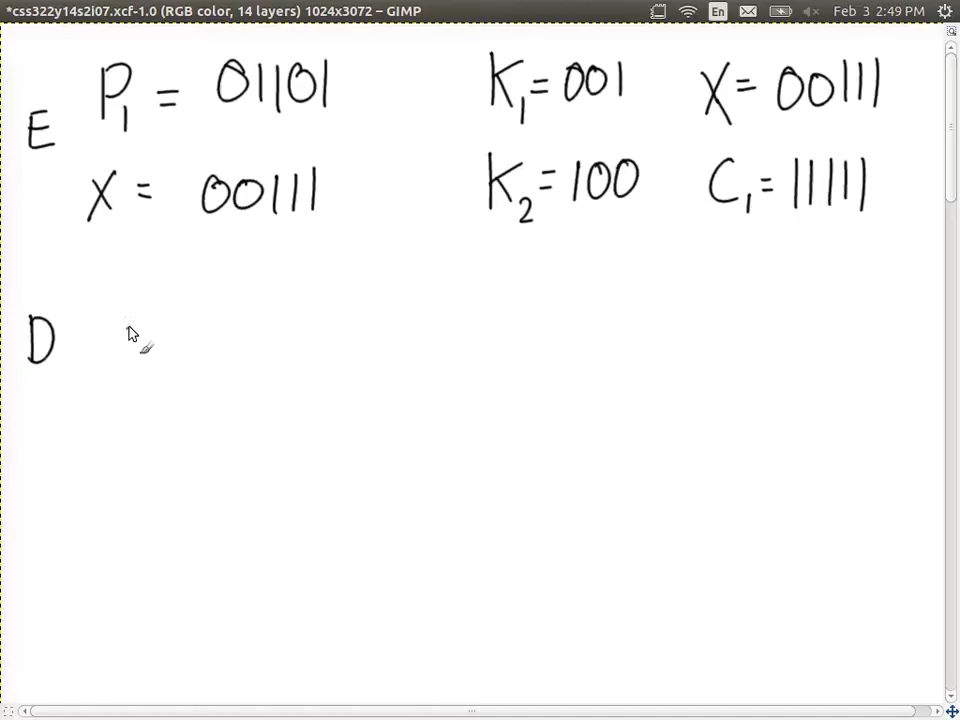 *css322y14s2i07.xcf-1.0 (RGB color, 14 layers) 1024x3072 – GIMP En Feb 3 2:49 PM
P1 = 01101 K1 = 001 X = 00111
E
X = 00111 K2 = 100 C1 = 11111
D